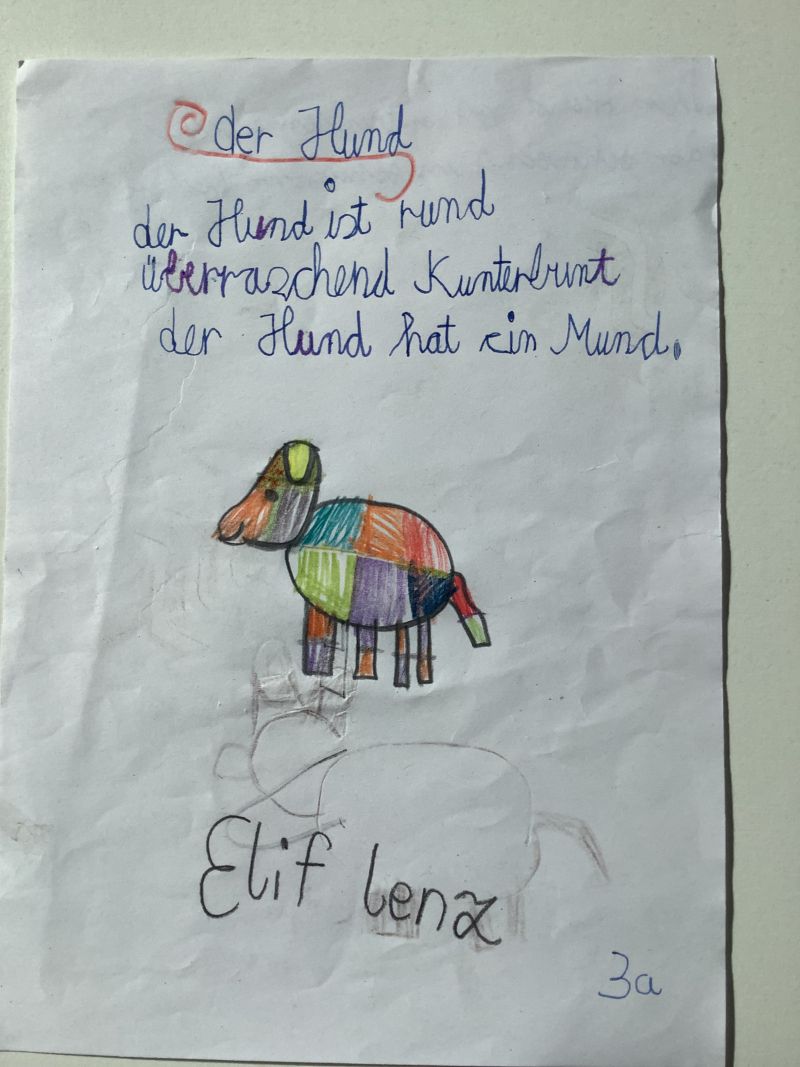 der Hund
der Hund ist rund
überraschend Kunterbunt
der Hund hat ein Mund.
Elif lenz
3a